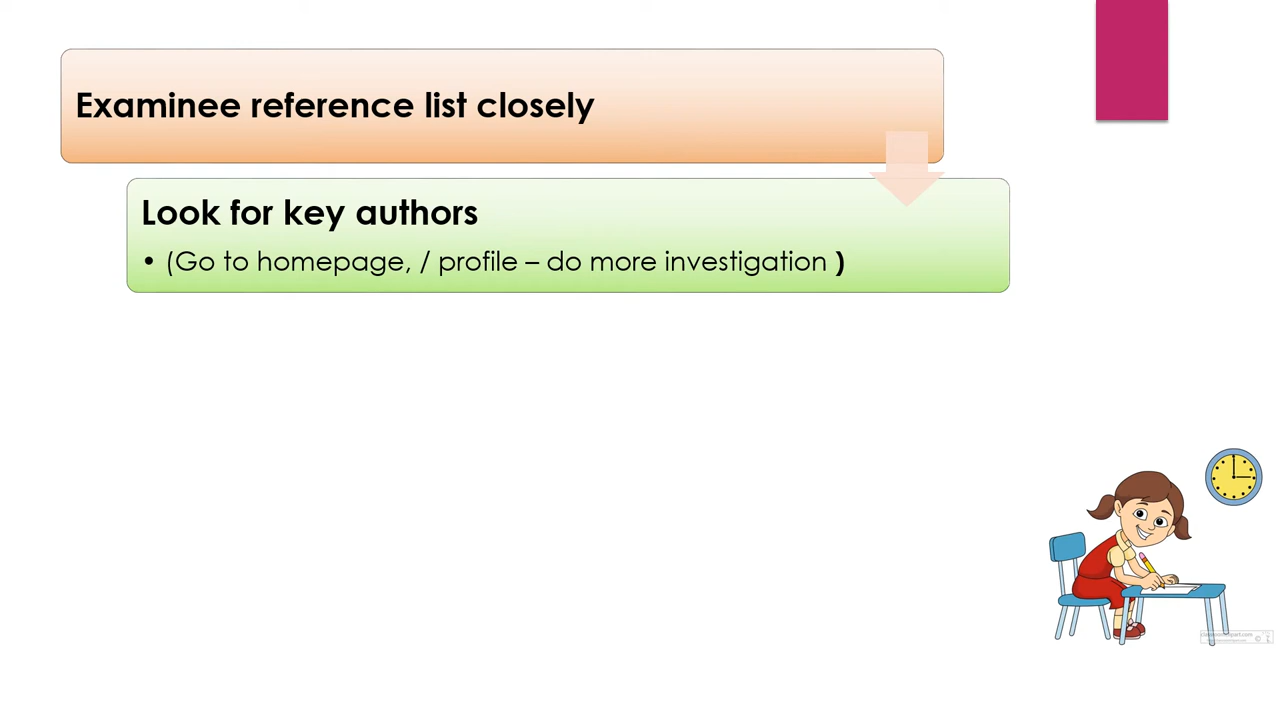 Examinee reference list closely
Look for key authors
• (Go to homepage, / profile – do more investigation )